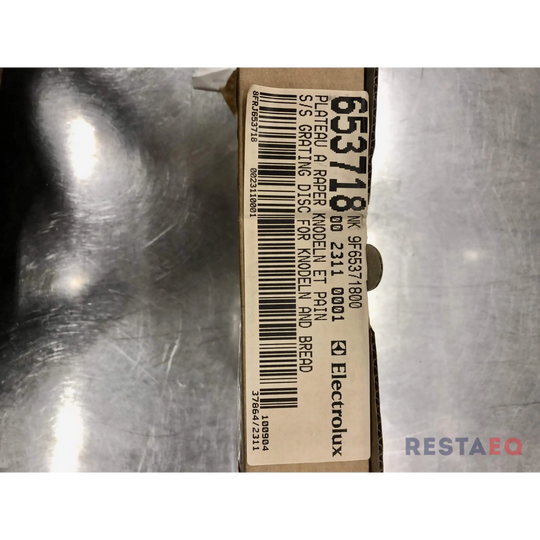 653718
NK 9F65371800
00 2311 0001
Electrolux
PLATEAU A RAPER KNODELN ET PAIN
S/S GRATING DISC FOR KNODELN AND BREAD
8FRJ653718
0023110001
100904
37864/2311
RESTAEQ